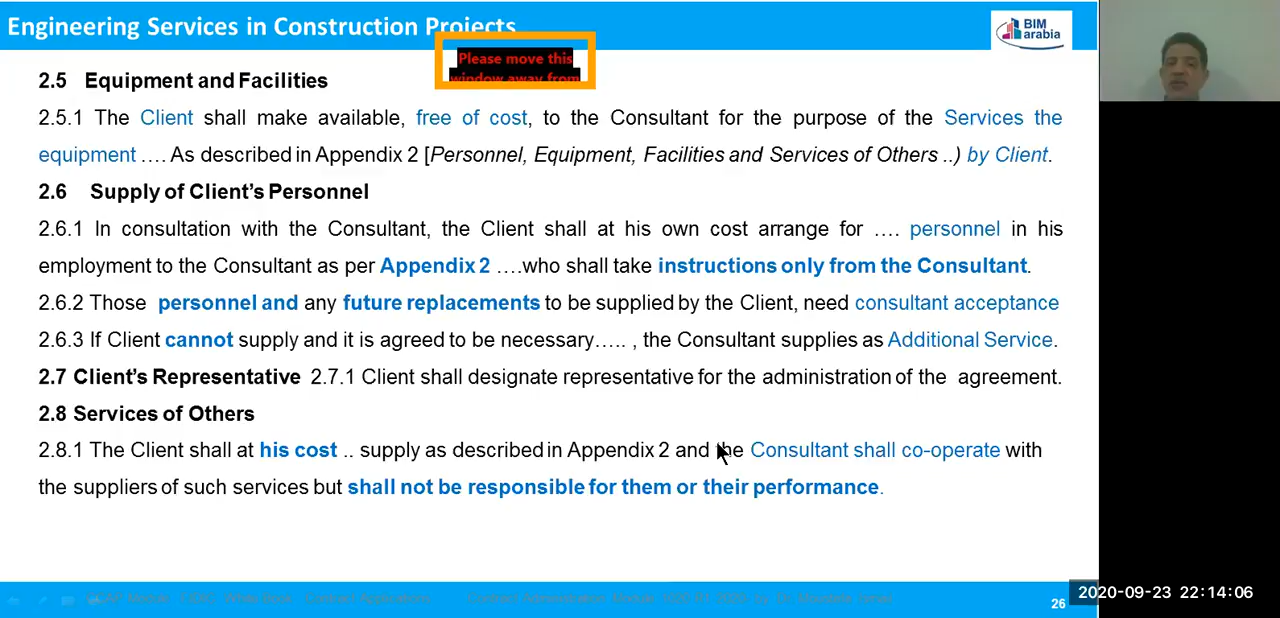 Engineering Services in Construction Projects
BIM
arabia
Please move this
window away from
2.5 Equipment and Facilities
2.5.1 The Client shall make available, free of cost, to the Consultant for the purpose of the Services the
equipment .... As described in Appendix 2 [Personnel, Equipment, Facilities and Services of Others ..) by Client.
2.6 Supply of Client's Personnel
2.6.1 In consultation with the Consultant, the Client shall at his own cost arrange for .... personnel in his
employment to the Consultant as per Appendix 2 ....who shall take instructions only from the Consultant.
2.6.2 Those personnel and any future replacements to be supplied by the Client, need consultant acceptance
2.6.3 If Client cannot supply and it is agreed to be necessary..... , the Consultant supplies as Additional Service.
2.7 Client's Representative 2.7.1 Client shall designate representative for the administration of the agreement.
2.8 Services of Others
2.8.1 The Client shall at his cost .. supply as described in Appendix 2 and the Consultant shall co-operate with
the suppliers of such services but shall not be responsible for them or their performance.
26
2020-09-23 22:14:06